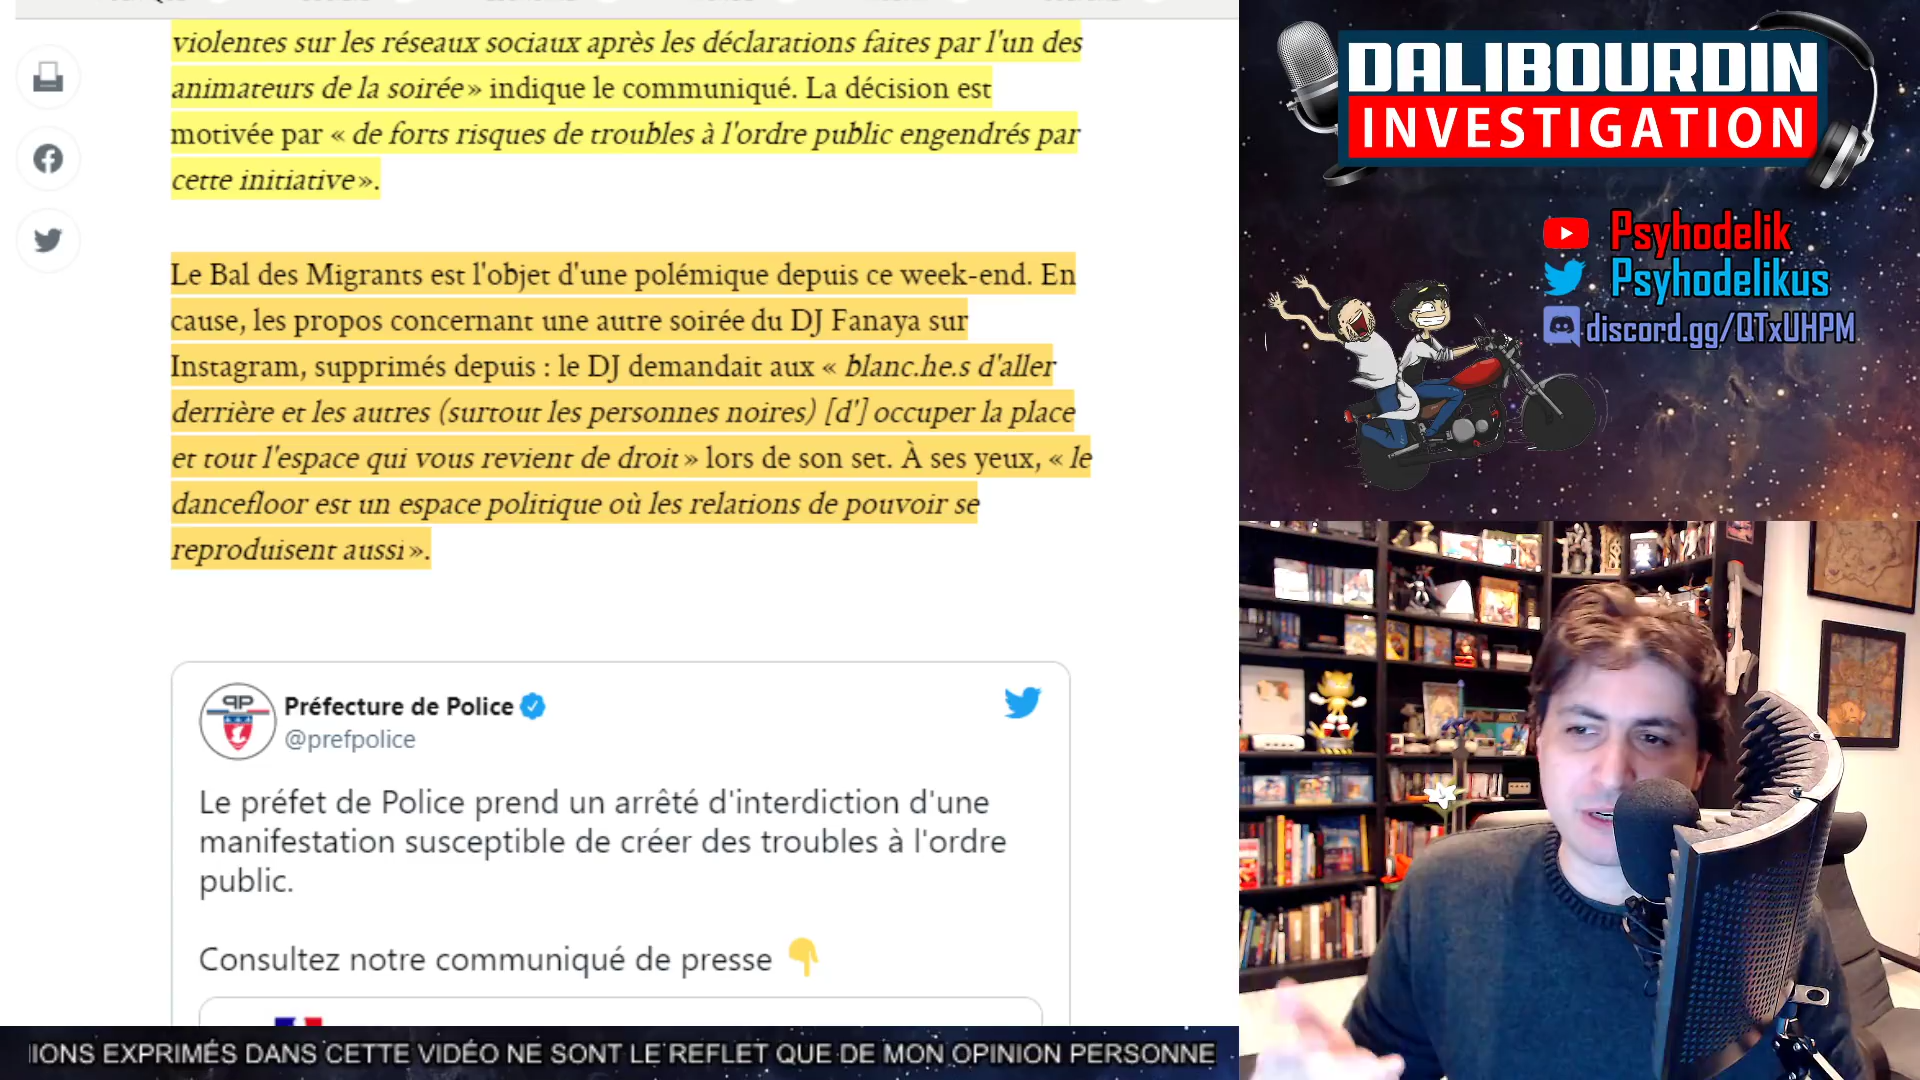 violentes sur les réseaux sociaux après les déclarations faites par l'un des
animateurs de la soirée » indique le communiqué. La décision est
motivée par « de forts risques de troubles à l'ordre public engendrés par
cette initiative ».
Le Bal des Migrants est l'objet d'une polémique depuis ce week-end. En
cause, les propos concernant une autre soirée du DJ Fanaya sur
Instagram, supprimés depuis : le DJ demandait aux « blanc.he.s d'aller
derrière et les autres (surtout les personnes noires) [d'] occuper la place
et tout l'espace qui vous revient de droit » lors de son set. À ses yeux, « le
dancefloor est un espace politique où les relations de pouvoir se
reproduisent aussi ».
Préfecture de Police
@prefpolice
Le préfet de Police prend un arrêté d'interdiction d'une
manifestation susceptible de créer des troubles à l'ordre
public.
Consultez notre communiqué de presse
IONS EXPRIMÉS DANS CETTE VIDÉO NE SONT LE REFLET QUE DE MON OPINION PERSONNE
DALIBOURDIN
INVESTIGATION
Psyhodelik
Psyhodelikus
discord.gg/QTxUHPM